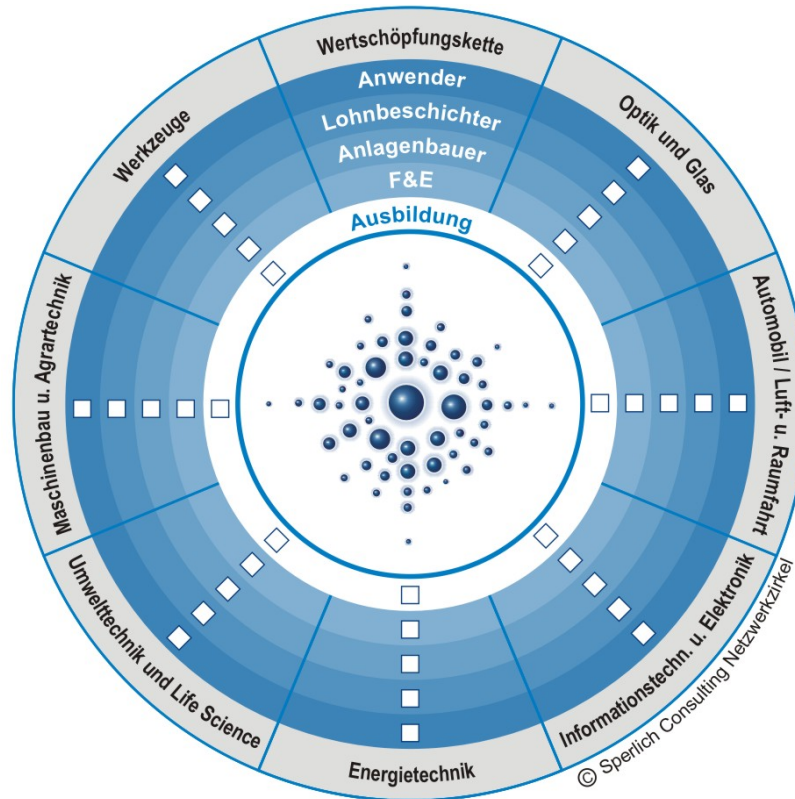 Wertschöpfungskette
Anwender
Lohnbeschichter
Anlagenbauer
F&E
Ausbildung
Optik und Glas
Automobil / Luft- u. Raumfahrt
Informationstechn. u. Elektronik
Energietechnik
Umwelttechnik und Life Science
Maschinenbau u. Agrartechnik
Werkzeuge
© Sperlich Consulting Netzwerkzirkel